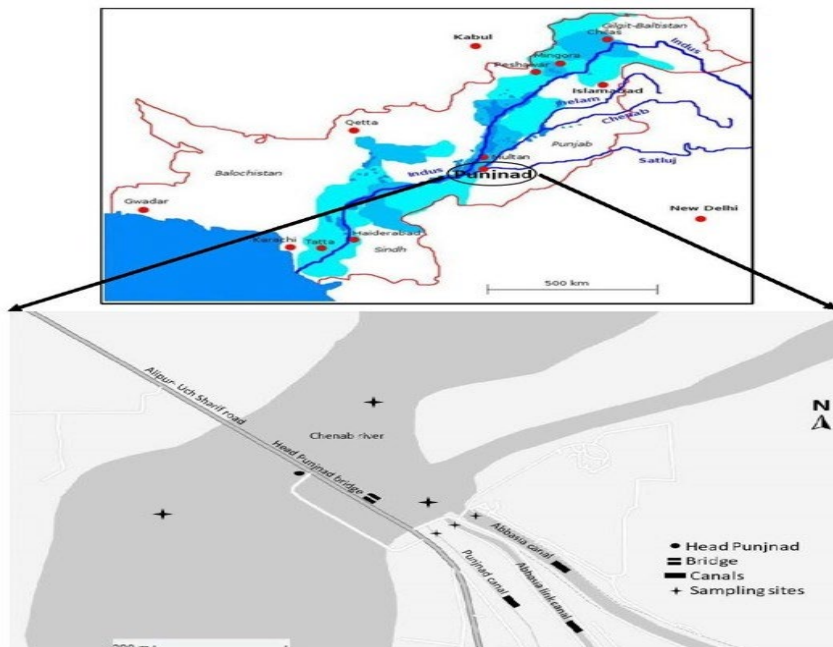 Gilgit-Baltistan
Chilas
Kabul
Mingora
Indus
Peshawar
Islamabad
Jhelam
Chenab
Qetta
Punjab
Multan
Satluj
Balochistan
Indus
Punjnad
Gwadar
New Delhi
Haiderabad
Karachi
Tatta
Sindh
500 km
Alipur- Uch Sharif road
N
Chenab river
Head Punjnad bridge
Abbasia canal
Punjnad canal
Abbasia link canal
Head Punjnad
Bridge
Canals
Sampling sites